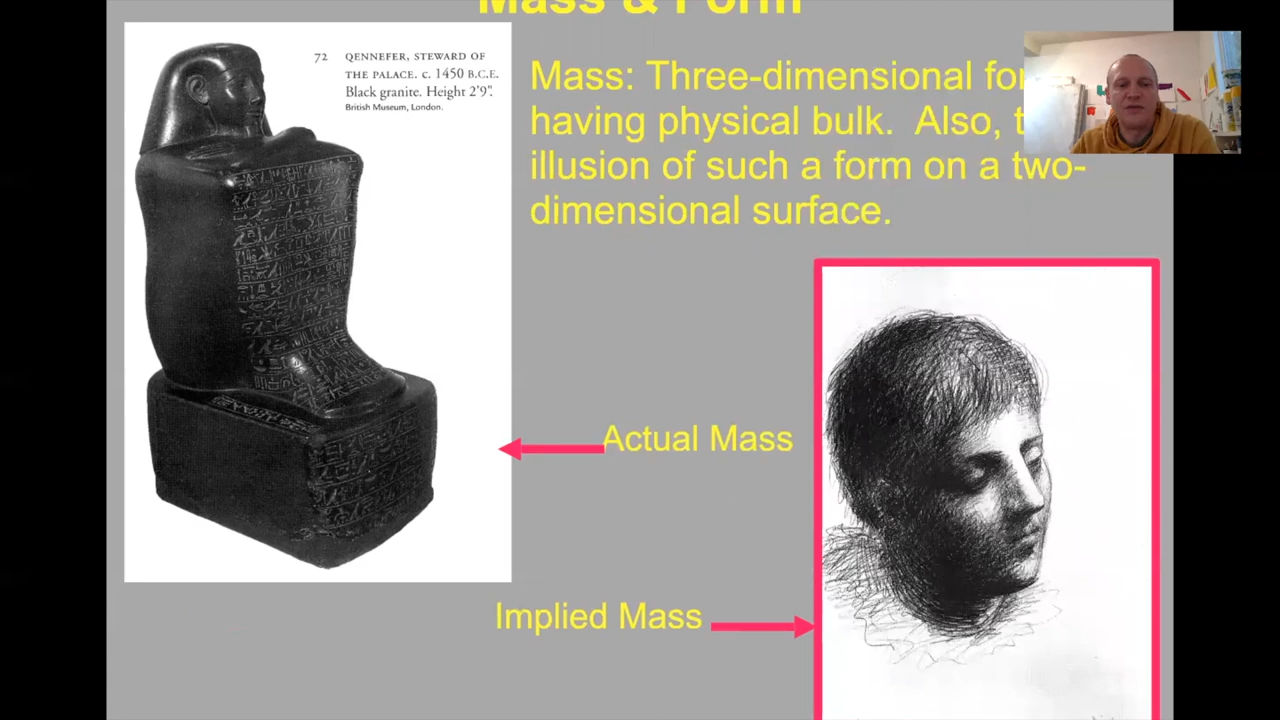 Mass & Form
72 QENNEFER, STEWARD OF
THE PALACE. c. 1450 B.C.E.
Black granite. Height 2'9".
British Museum, London.
Mass: Three-dimensional
having physical bulk. Also,
illusion of such a form on a two-
dimensional surface.
Actual Mass
Implied Mass